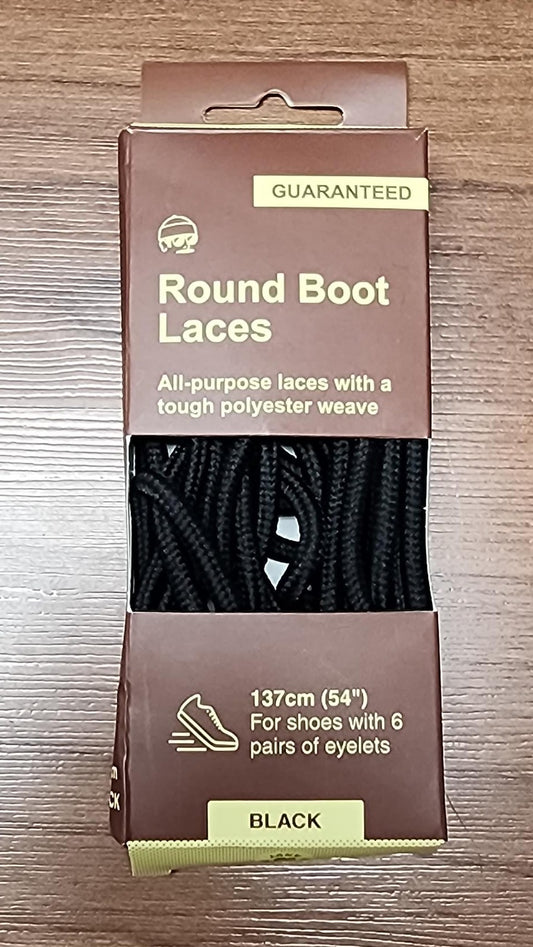 GUARANTEED
Round Boot
Laces
All-purpose laces with a
tough polyester weave
137cm (54")
For shoes with 6
pairs of eyelets
BLACK